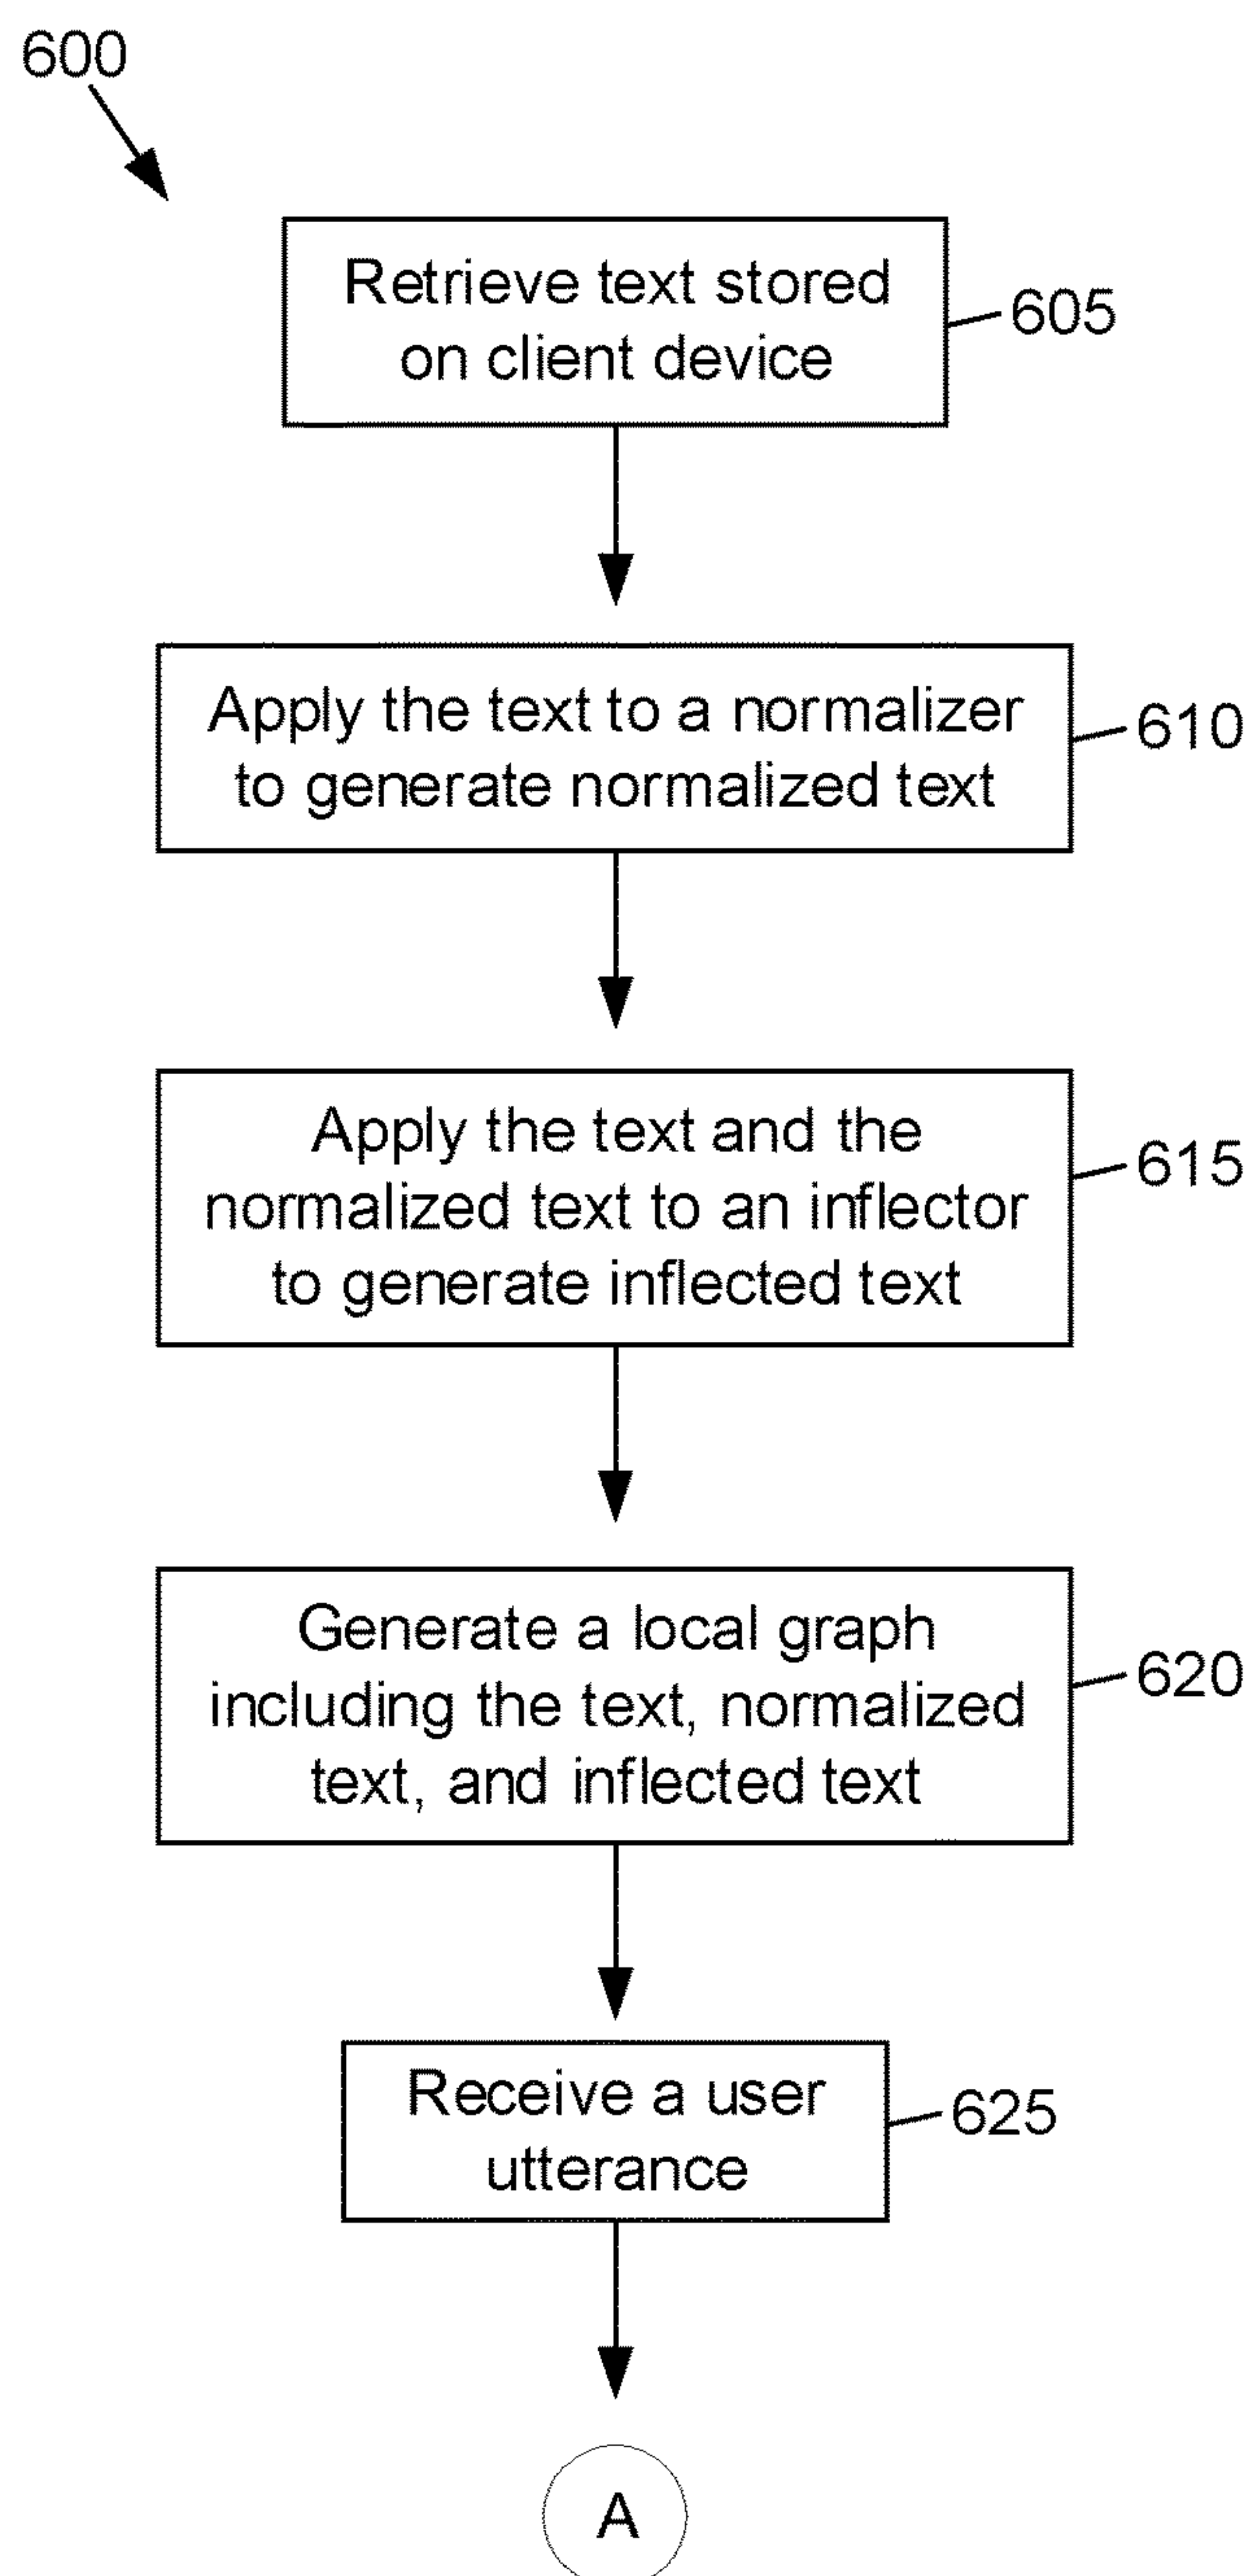 600
Retrieve text stored
on client device
605
Apply the text to a normalizer
to generate normalized text
610
Apply the text and the
normalized text to an inflector
to generate inflected text
615
Generate a local graph
including the text, normalized
text, and inflected text
620
Receive a user
utterance
625
A